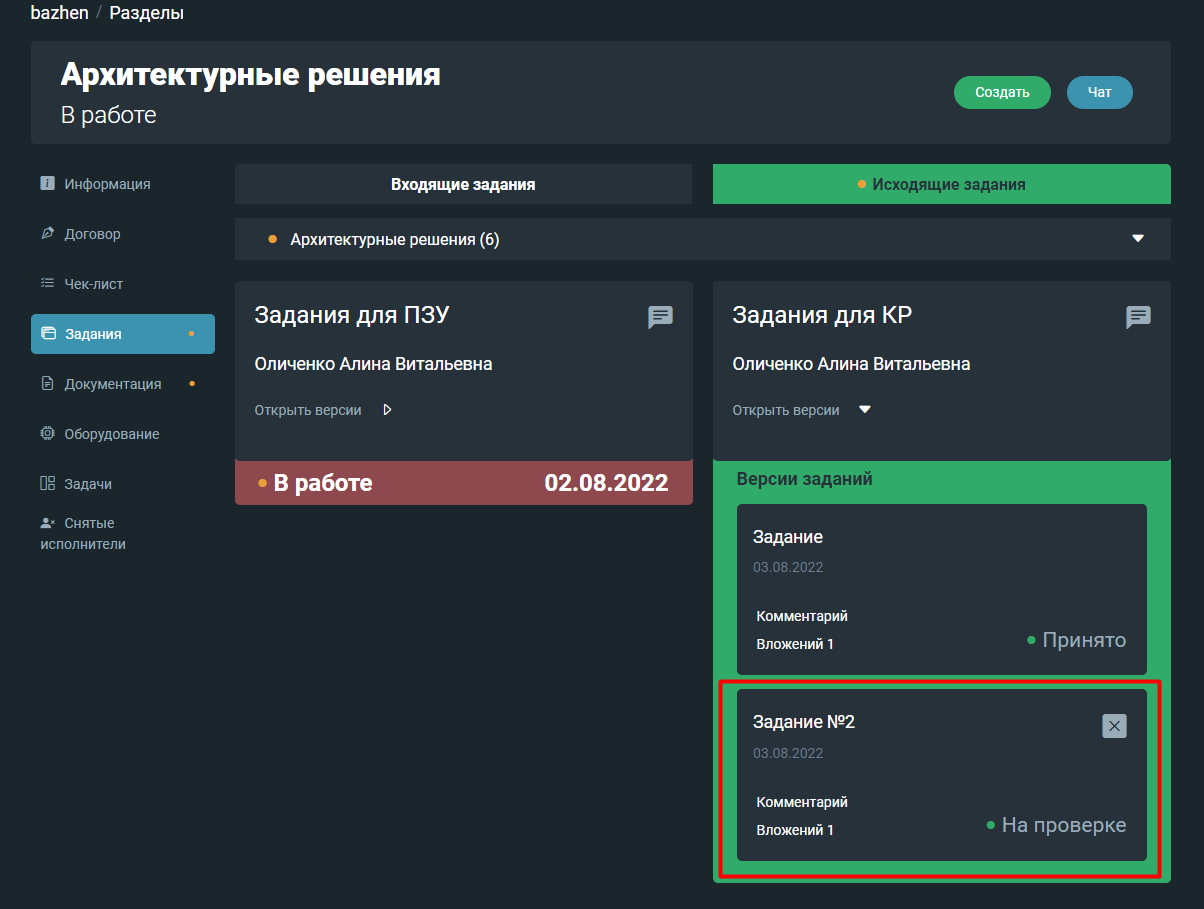 bazhen / Разделы
Архитектурные решения
В работе
Создать
Чат
Информация
Договор
Чек-лист
Задания
Документация
Оборудование
Задачи
Снятые
исполнители
Входящие задания
Исходящие задания
Архитектурные решения (6)
Задания для ПЗУ
Оличенко Алина Витальевна
Открыть версии
В работе
02.08.2022
Задания для КР
Оличенко Алина Витальевна
Открыть версии
Версии заданий
Задание
03.08.2022
Комментарий
Вложений 1
Принято
Задание №2
03.08.2022
Комментарий
Вложений 1
На проверке